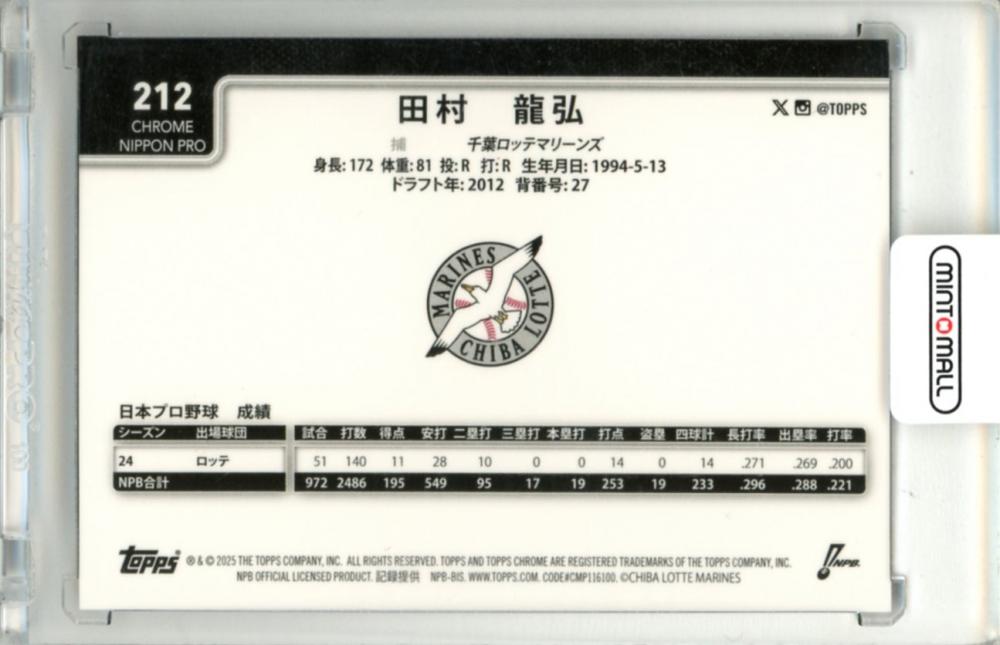 212
CHROME
NIPPON PRO
田村 龍弘
X @TOPPS
捕 千葉ロッテマリーンズ
身長: 172 体重: 81 投: R 打: R 生年月日: 1994-5-13
ドラフト年: 2012 背番号: 27
MARINES
CHIBA LOTTE
MINT MALL
日本プロ野球 成績
シーズン 出場球団 試合 打数 得点 安打 二塁打 三塁打 本塁打 打点 盗塁 四球計 長打率 出塁率 打率
24 ロッテ 51 140 11 28 10 0 0 14 0 14 .271 .269 .200
NPB合計 972 2486 195 549 95 17 19 253 19 233 .296 .288 .221
Topps ® & © 2025 THE TOPPS COMPANY, INC. ALL RIGHTS RESERVED. TOPPS AND TOPPS CHROME ARE REGISTERED TRADEMARKS OF THE TOPPS COMPANY, INC.
NPB OFFICIAL LICENSED PRODUCT. 記録提供 NPB-BIS. WWW.TOPPS.COM. CODE#CMP116100. ©CHIBA LOTTE MARINES
NPB